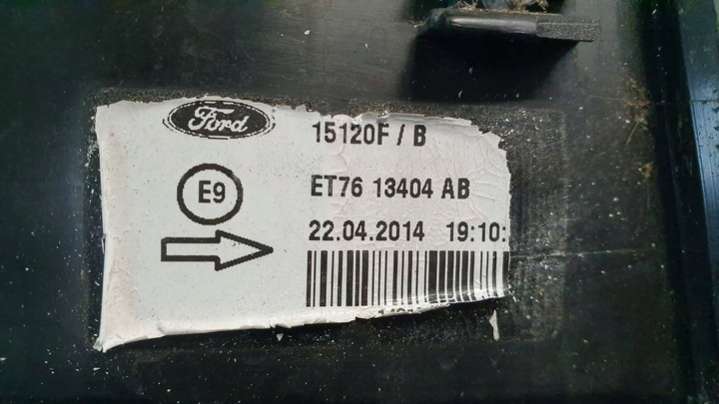 Ford
15120F / B
E9
ET76 13404 AB
22.04.2014 19:10: